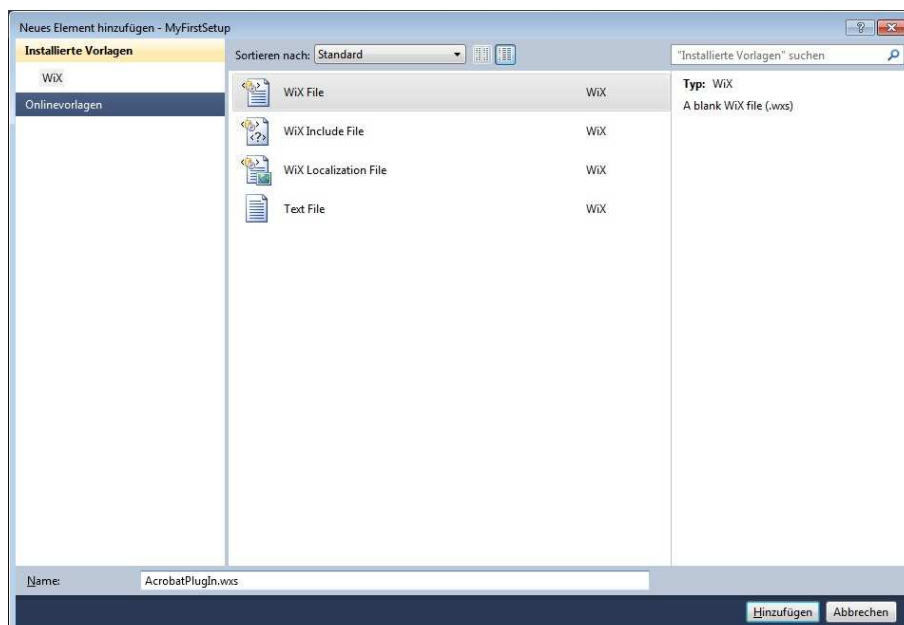 Neues Element hinzufügen - MyFirstSetup
Installierte Vorlagen
WiX
Onlinevorlagen
Sortieren nach: Standard
"Installierte Vorlagen" suchen
WiX File WiX
WiX Include File WiX
WiX Localization File WiX
Text File WiX
Typ: WiX
A blank WiX file (.wxs)
Name: AcrobatPlugIn.wxs
Hinzufügen Abbrechen